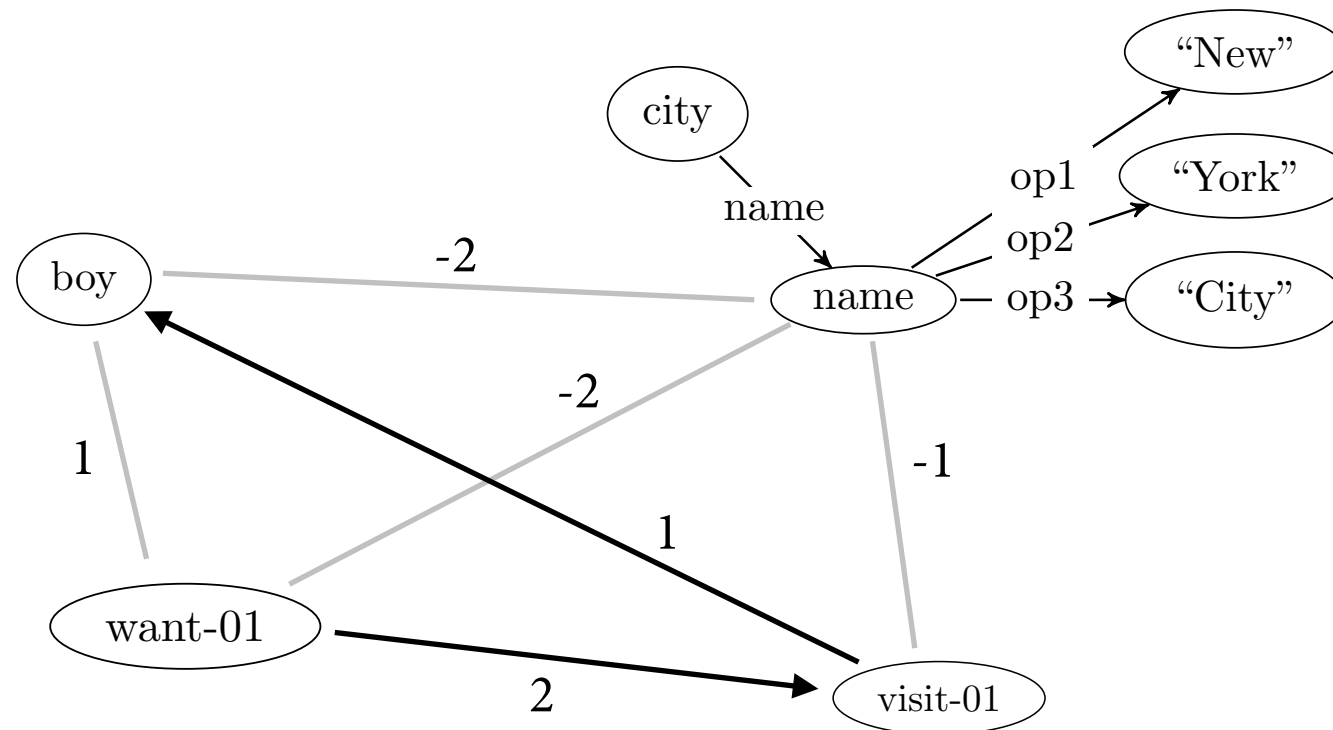 “New”
city
op1
“York”
name
op2
-2
boy
name
op3
“City”
-2
1
-1
1
want-01
2
visit-01